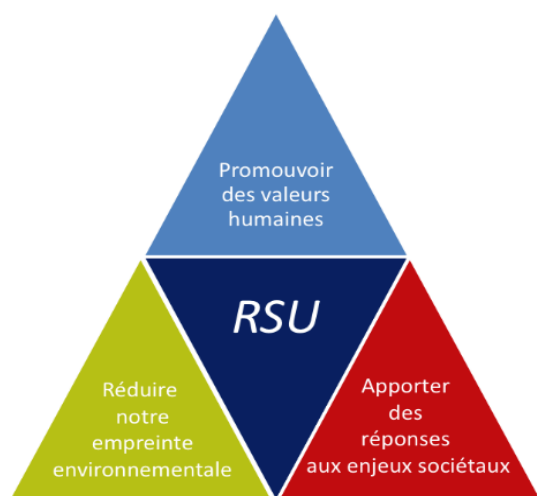 Promouvoir
des valeurs
humaines
RSU
Réduire
notre
empreinte
environnementale
Apporter
des
réponses
aux enjeux sociétaux